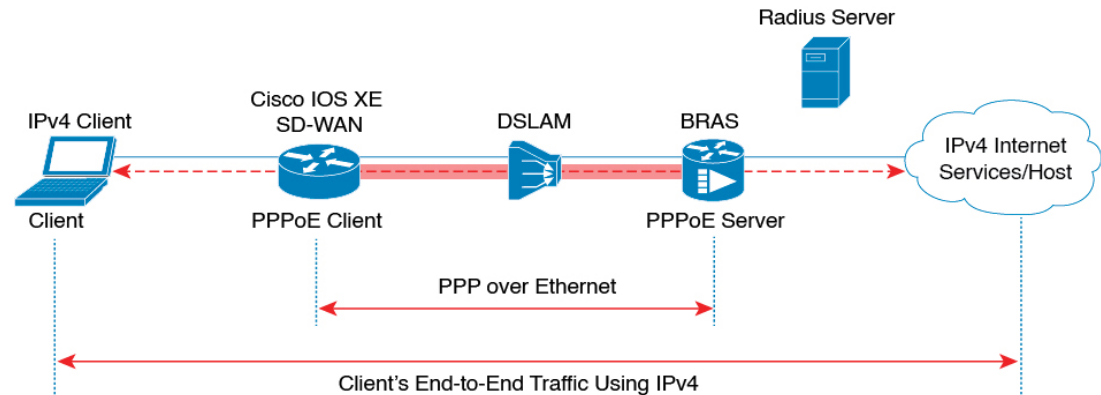 Radius Server
Cisco IOS XE
SD-WAN
IPv4 Client
DSLAM
BRAS
IPv4 Internet
Services/Host
Client
PPPoE Client
PPPoE Server
PPP over Ethernet
Client's End-to-End Traffic Using IPv4